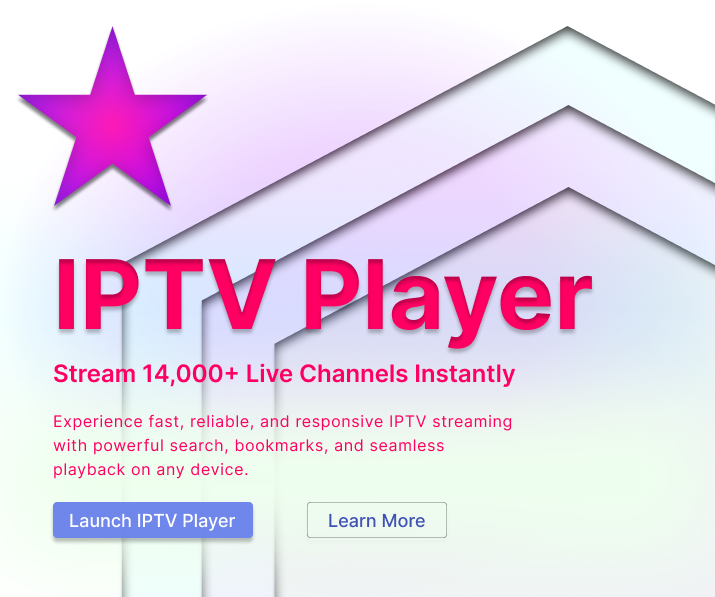 IPTV Player
Stream 14,000+ Live Channels Instantly
Experience fast, reliable, and responsive IPTV streaming
with powerful search, bookmarks, and seamless
playback on any device.
Launch IPTV Player
Learn More